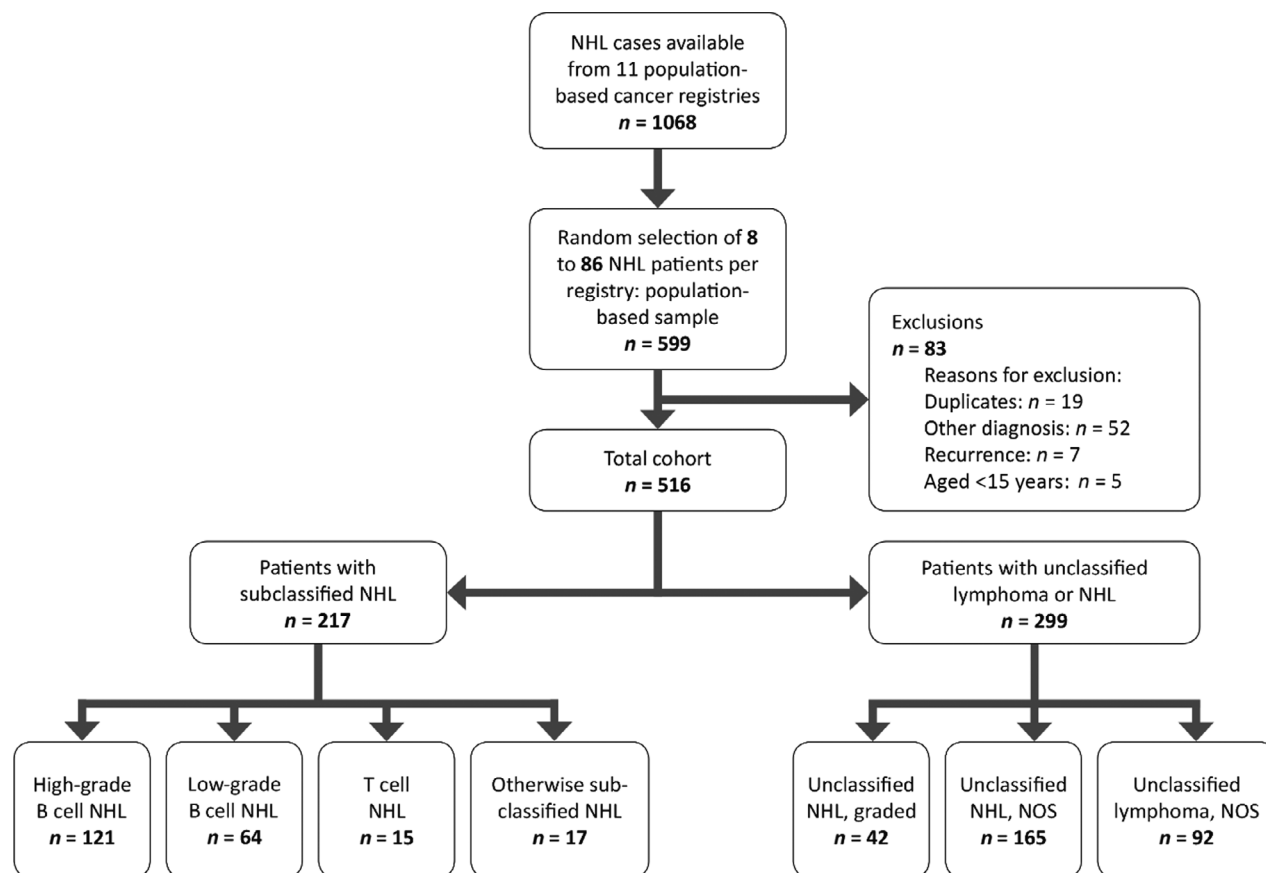 NHL cases available
from 11 population-
based cancer registries
n = 1068
Random selection of 8
to 86 NHL patients per
registry: population-
based sample
n = 599
Exclusions
n = 83
Reasons for exclusion:
Duplicates: n = 19
Other diagnosis: n = 52
Recurrence: n = 7
Aged <15 years: n = 5
Total cohort
n = 516
Patients with
subclassified NHL
n = 217
Patients with unclassified
lymphoma or NHL
n = 299
High-grade
B cell NHL
n = 121
Low-grade
B cell NHL
n = 64
T cell
NHL
n = 15
Otherwise sub-
classified NHL
n = 17
Unclassified
NHL, graded
n = 42
Unclassified
NHL, NOS
n = 165
Unclassified
lymphoma, NOS
n = 92